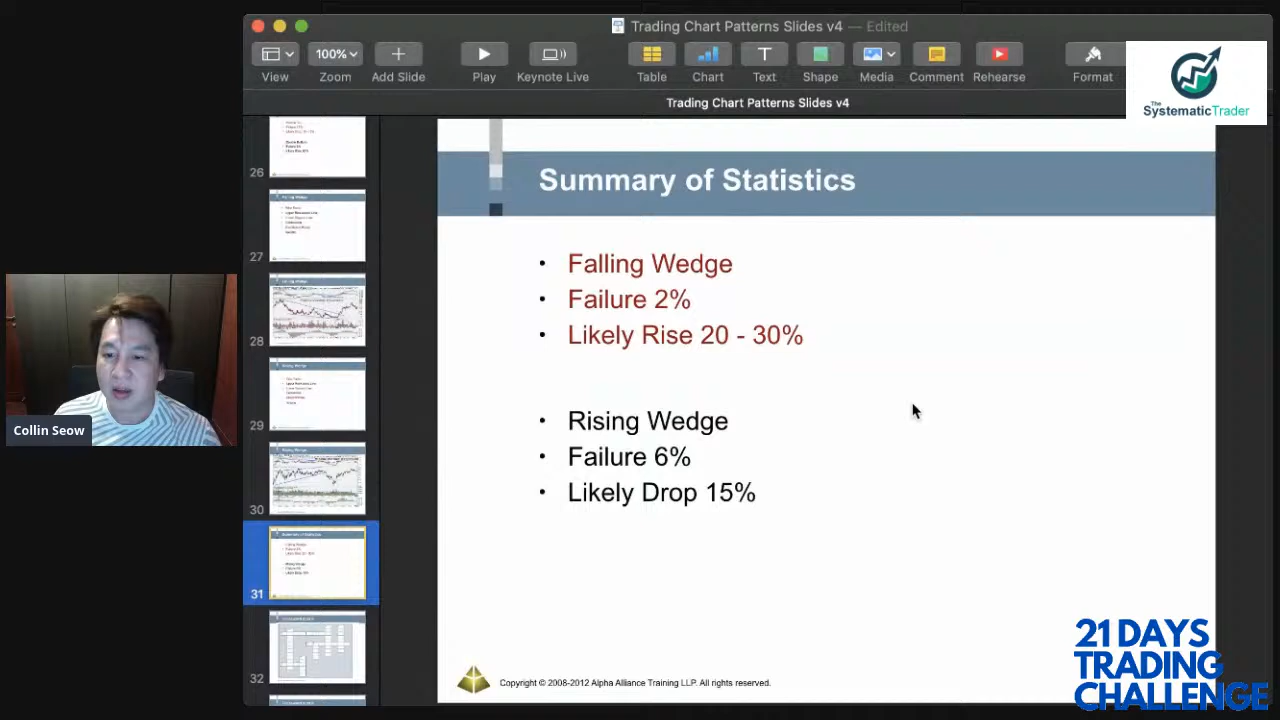 Trading Chart Patterns Slides v4 — Edited
View
100%
Zoom
Add Slide
Play
Keynote Live
Table
Chart
Text
Shape
Media
Comment
Rehearse
Format
The
SystematicTrader
Trading Chart Patterns Slides v4
26
27
28
29
30
31
32
Summary of Statistics
• Falling Wedge
• Failure 2%
• Likely Rise 20 - 30%
• Rising Wedge
• Failure 6%
• Likely Drop 15%
Collin Seow
Copyright © 2008-2012 Alpha Alliance Training LLP. All rights reserved.
21 DAYS
TRADING
CHALLENGE